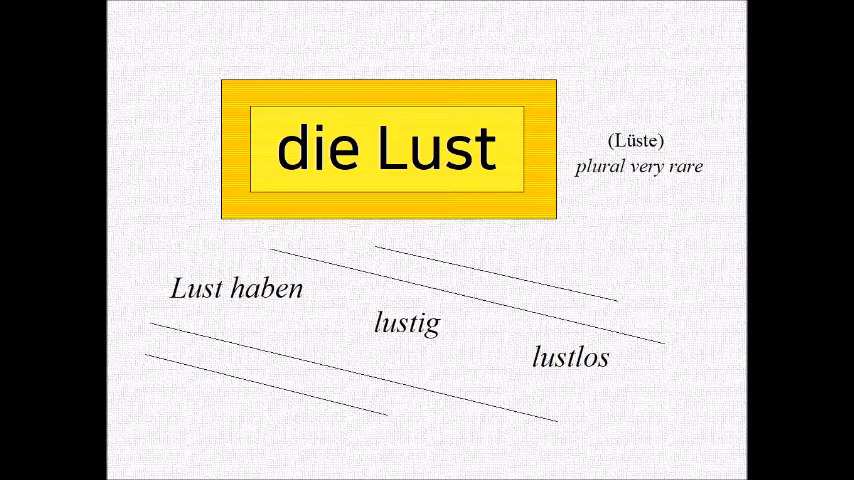 die Lust
(Lüste)
plural very rare
Lust haben
lustig
lustlos